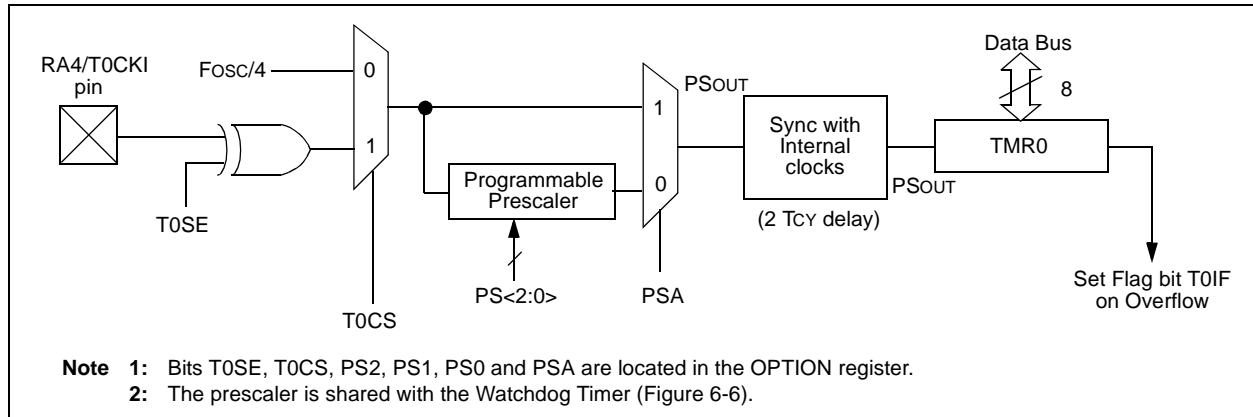 RA4/T0CKI
pin
FOSC/4
0
1
T0SE
T0CS
Programmable
Prescaler
PS<2:0>
1
0
PSA
PSOUT
Sync with
Internal
clocks
(2 TCY delay)
PSOUT
Data Bus
8
TMR0
Set Flag bit T0IF
on Overflow
Note 1: Bits T0SE, T0CS, PS2, PS1, PS0 and PSA are located in the OPTION register.
2: The prescaler is shared with the Watchdog Timer (Figure 6-6).